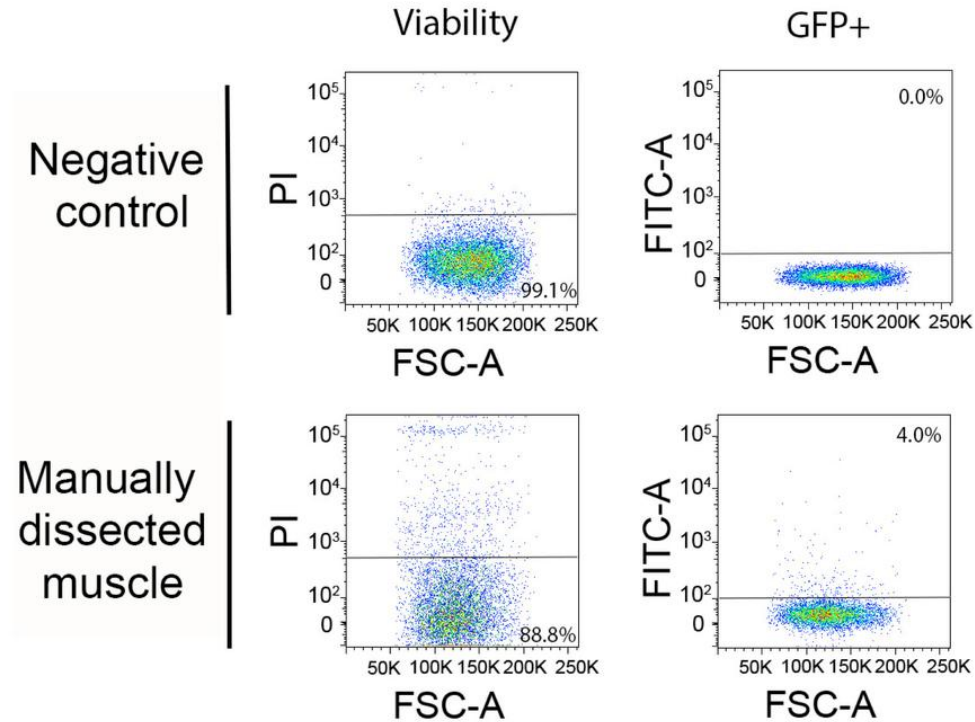 Viability
GFP+
Negative
control
PI
10⁵
10⁴
10³
10²
0
99.1%
50K 100K 150K 200K 250K
FSC-A
FITC-A
10⁵
10⁴
10³
10²
0
0.0%
50K 100K 150K 200K 250K
FSC-A
Manually
dissected
muscle
PI
10⁵
10⁴
10³
10²
0
88.8%
50K 100K 150K 200K 250K
FSC-A
FITC-A
10⁵
10⁴
10³
10²
0
4.0%
50K 100K 150K 200K 250K
FSC-A